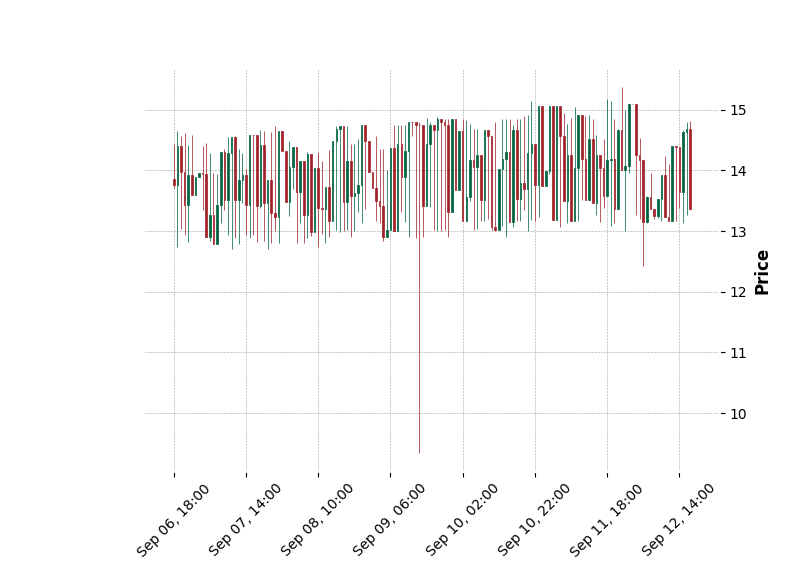 15
14
13
12
11
10
Price
Sep 06, 18:00
Sep 07, 14:00
Sep 08, 10:00
Sep 09, 06:00
Sep 10, 02:00
Sep 10, 22:00
Sep 11, 18:00
Sep 12, 14:00